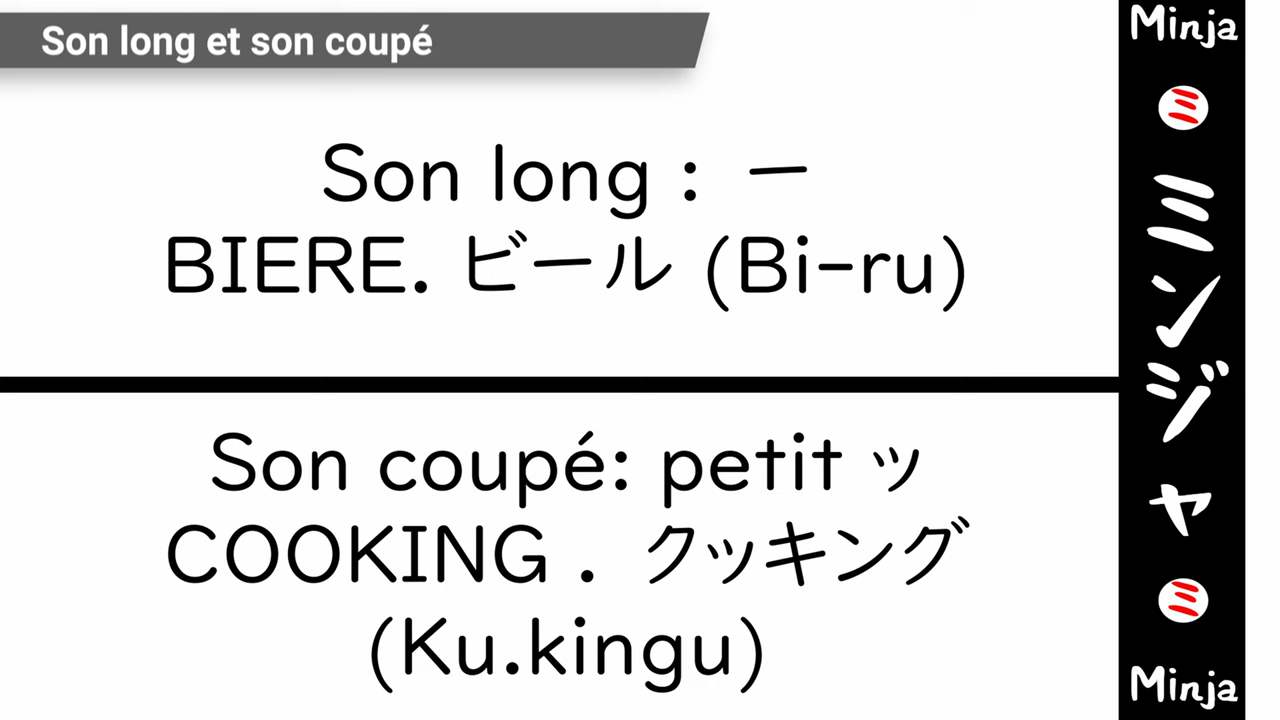 Son long et son coupé
Son long : ー
BIERE. ビール (Bi-ru)
Son coupé: petit ッ
COOKING . クッキング
(Ku.kingu)
Minja
ミ
ミンジャ
ミ
Minja